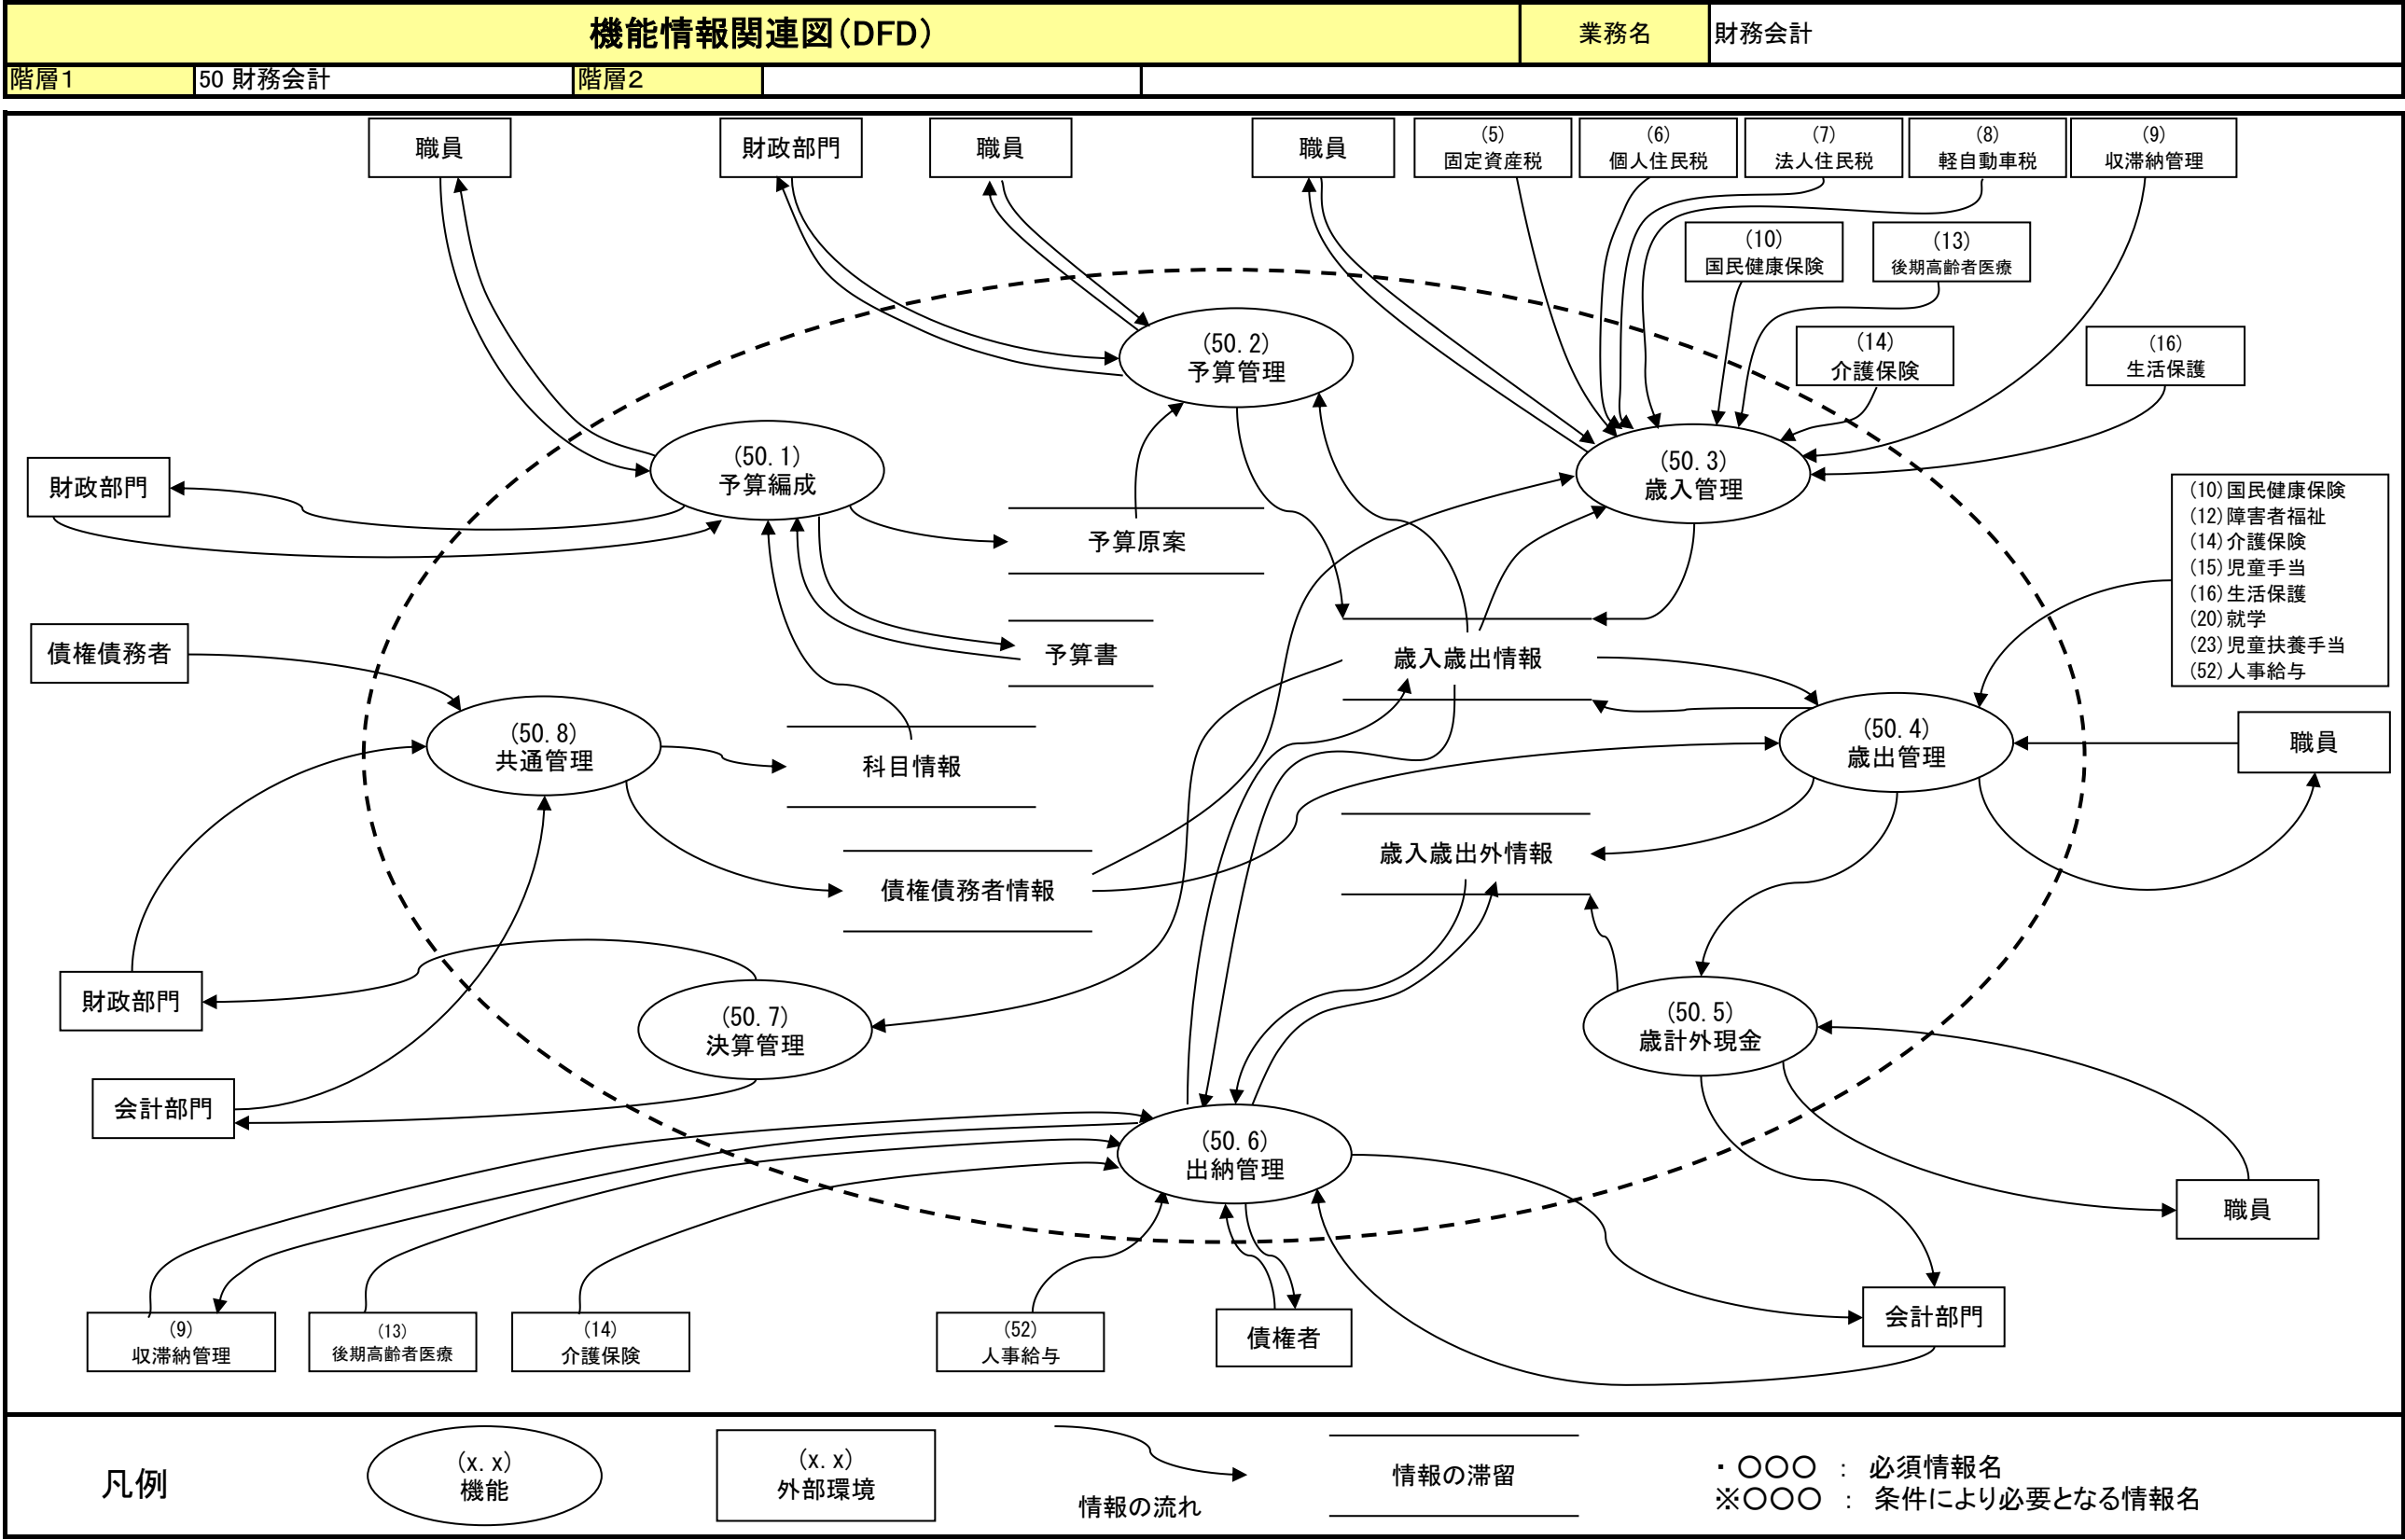 機能情報関連図（DFD）
業務名
財務会計
階層１
50 財務会計
階層２
職員
財政部門
職員
職員
(5)
固定資産税
(6)
個人住民税
(7)
法人住民税
(8)
軽自動車税
(9)
収滞納管理
(10)
国民健康保険
(13)
後期高齢者医療
(14)
介護保険
(16)
生活保護
(50.2)
予算管理
(50.1)
予算編成
(50.3)
歳入管理
財政部門
予算原案
(10)国民健康保険
(12)障害者福祉
(14)介護保険
(15)児童手当
(16)生活保護
(20)就学
(23)児童扶養手当
(52)人事給与
債権債務者
予算書
歳入歳出情報
(50.8)
共通管理
科目情報
(50.4)
歳出管理
職員
歳入歳出外情報
債権債務者情報
財政部門
(50.7)
決算管理
(50.5)
歳計外現金
会計部門
(50.6)
出納管理
職員
(9)
収滞納管理
(13)
後期高齢者医療
(14)
介護保険
(52)
人事給与
債権者
会計部門
凡例
(x.x)
機能
(x.x)
外部環境
情報の流れ
情報の滞留
・ ○○○ ： 必須情報名
※○○○ ： 条件により必要となる情報名